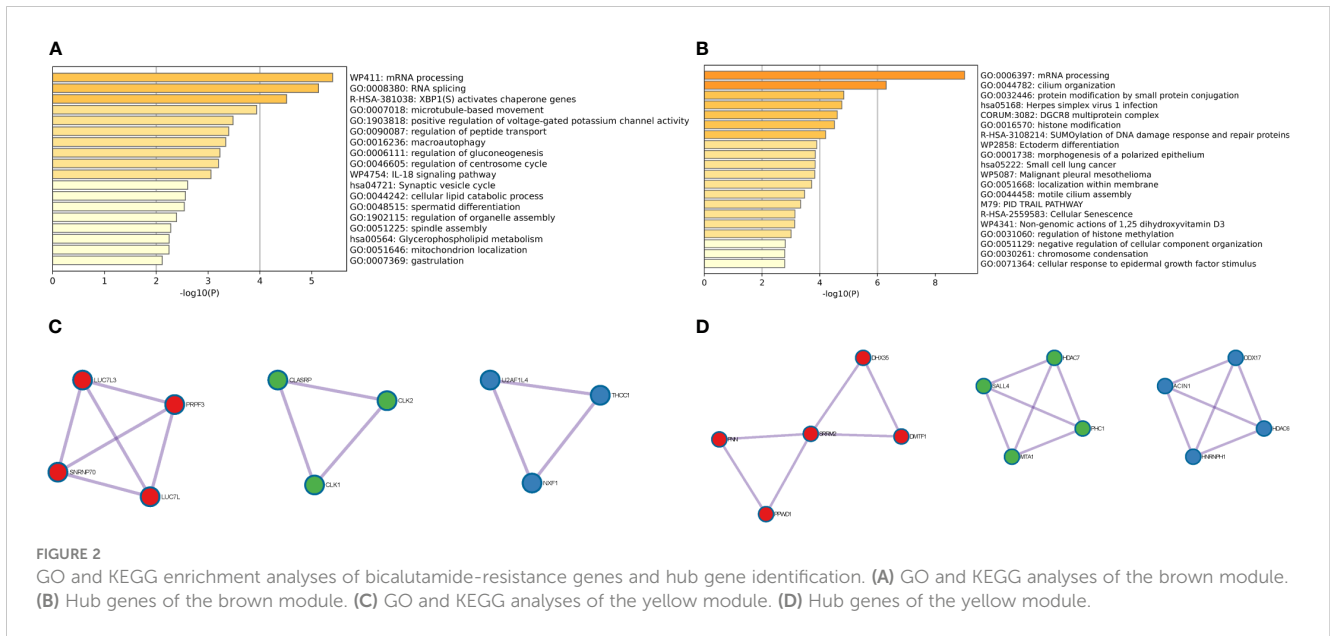 A
WP411: mRNA processing
GO:0008380: RNA splicing
R-HSA-381038: XBP1(S) activates chaperone genes
GO:0007018: microtubule-based movement
GO:1903818: positive regulation of voltage-gated potassium channel activity
GO:0090087: regulation of peptide transport
GO:0016236: macroautophagy
GO:0006111: regulation of gluconeogenesis
GO:0046605: regulation of centrosome cycle
WP4754: IL-18 signaling pathway
hsa04721: Synaptic vesicle cycle
GO:0044242: cellular lipid catabolic process
GO:0048515: spermatid differentiation
GO:1902115: regulation of organelle assembly
GO:0051225: spindle assembly
hsa00564: Glycerophospholipid metabolism
GO:0051646: mitochondrion localization
GO:0007369: gastrulation
0 1 2 3 4 5
-log10(P)
B
GO:0006397: mRNA processing
GO:0044782: cilium organization
GO:0032446: protein modification by small protein conjugation
hsa05168: Herpes simplex virus 1 infection
CORUM:3082: DGCR8 multiprotein complex
GO:0016570: histone modification
R-HSA-3108214: SUMOylation of DNA damage response and repair proteins
WP2858: Ectoderm differentiation
GO:0001738: morphogenesis of a polarized epithelium
hsa05222: Small cell lung cancer
WP5087: Malignant pleural mesothelioma
GO:0051668: localization within membrane
GO:0044458: motile cilium assembly
M79: PID TRAIL PATHWAY
R-HSA-2559583: Cellular Senescence
WP4341: Non-genomic actions of 1,25 dihydroxyvitamin D3
GO:0031060: regulation of histone methylation
GO:0051129: negative regulation of cellular component organization
GO:0030261: chromosome condensation
GO:0071364: cellular response to epidermal growth factor stimulus
0 2 4 6 8
-log10(P)
C
LUC7L3
PRPF3
SNRNP70
LUC7L
CLASRP
CLK2
CLK1
U2AF1L4
THOC1
NXF1
D
DHX35
PNN
SRRM2
DMTF1
PPWD1
HDAC7
SALL4
PHC1
MTA1
DDX17
ACIN1
HDAC6
HNRNPH1
FIGURE 2
GO and KEGG enrichment analyses of bicalutamide-resistance genes and hub gene identification. (A) GO and KEGG analyses of the brown module.
(B) Hub genes of the brown module. (C) GO and KEGG analyses of the yellow module. (D) Hub genes of the yellow module.